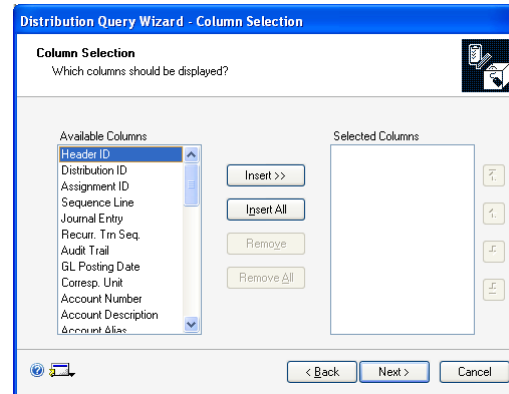 Distribution Query Wizard - Column Selection
Column Selection
Which columns should be displayed?
Available Columns
Selected Columns
Header ID
Distribution ID
Assignment ID
Sequence Line
Journal Entry
Recurr. Trn Seq.
Audit Trail
GL Posting Date
Corresp. Unit
Account Number
Account Description
Account Alias
Insert >>
Insert All
Remove
Remove All
< Back
Next >
Cancel